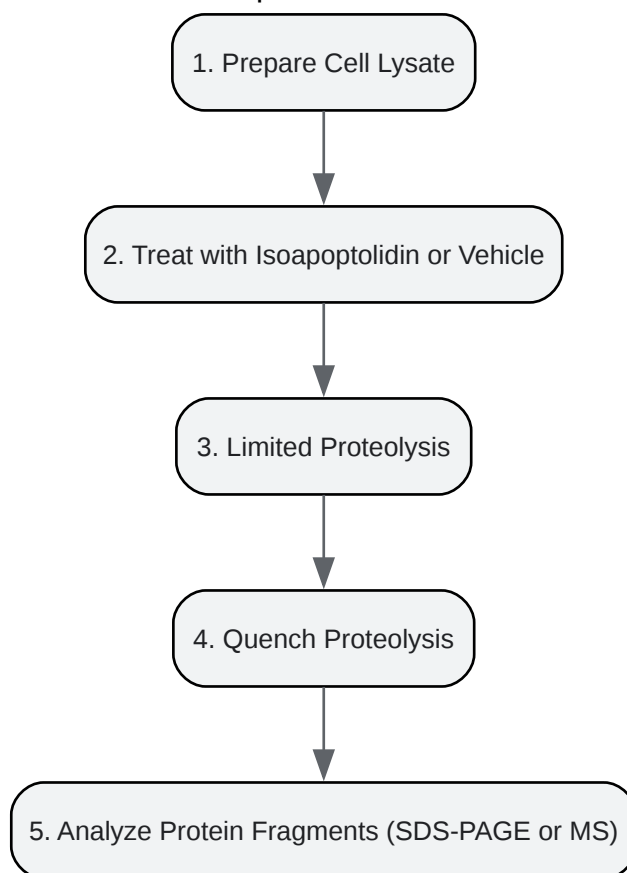 1. Prepare Cell Lysate
2. Treat with Isoapoptolidin or Vehicle
3. Limited Proteolysis
4. Quench Proteolysis
5. Analyze Protein Fragments (SDS-PAGE or MS)